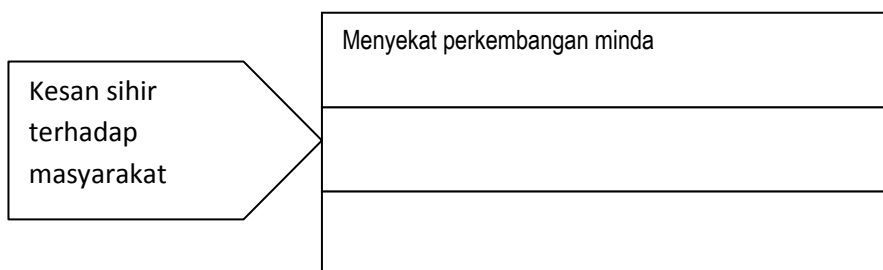 Menyekat perkembangan minda
Kesan sihir
terhadap
masyarakat